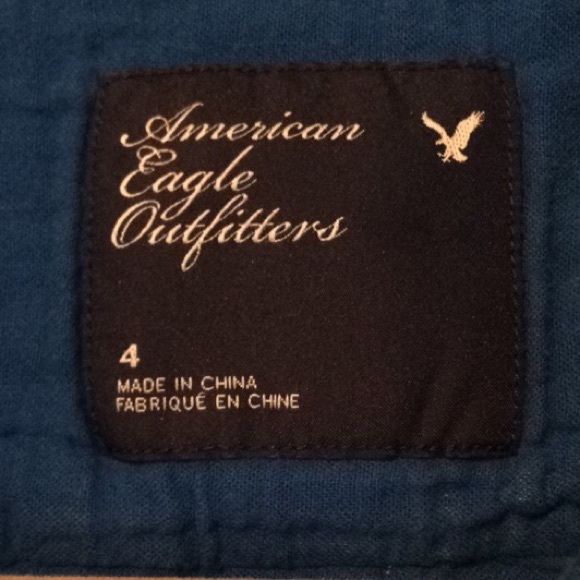 American
Eagle
Outfitters
4
MADE IN CHINA
FABRIQUÉ EN CHINE